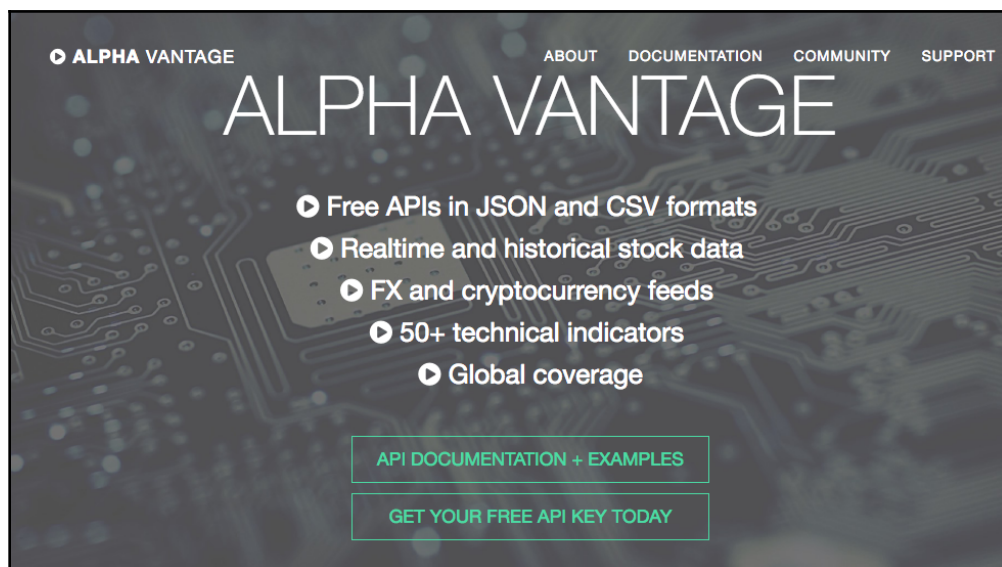 ALPHA VANTAGE
ABOUT DOCUMENTATION COMMUNITY SUPPORT
ALPHA VANTAGE
Free APIs in JSON and CSV formats
Realtime and historical stock data
FX and cryptocurrency feeds
50+ technical indicators
Global coverage
API DOCUMENTATION + EXAMPLES
GET YOUR FREE API KEY TODAY